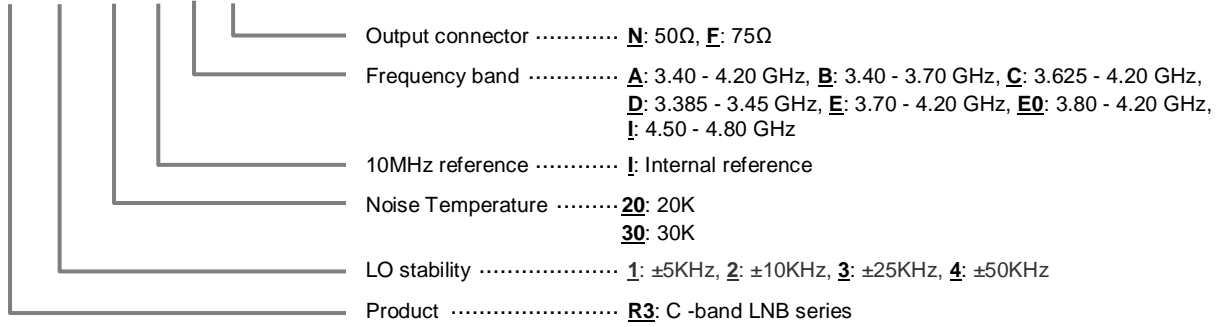 Output connector ············ N: 50Ω, F: 75Ω
Frequency band ············· A: 3.40 - 4.20 GHz, B: 3.40 - 3.70 GHz, C: 3.625 - 4.20 GHz,
D: 3.385 - 3.45 GHz, E: 3.70 - 4.20 GHz, E0: 3.80 - 4.20 GHz,
I: 4.50 - 4.80 GHz
10MHz reference ············ I: Internal reference
Noise Temperature ········· 20: 20K
30: 30K
LO stability ····················· 1: ±5KHz, 2: ±10KHz, 3: ±25KHz, 4: ±50KHz
Product ························· R3: C -band LNB series